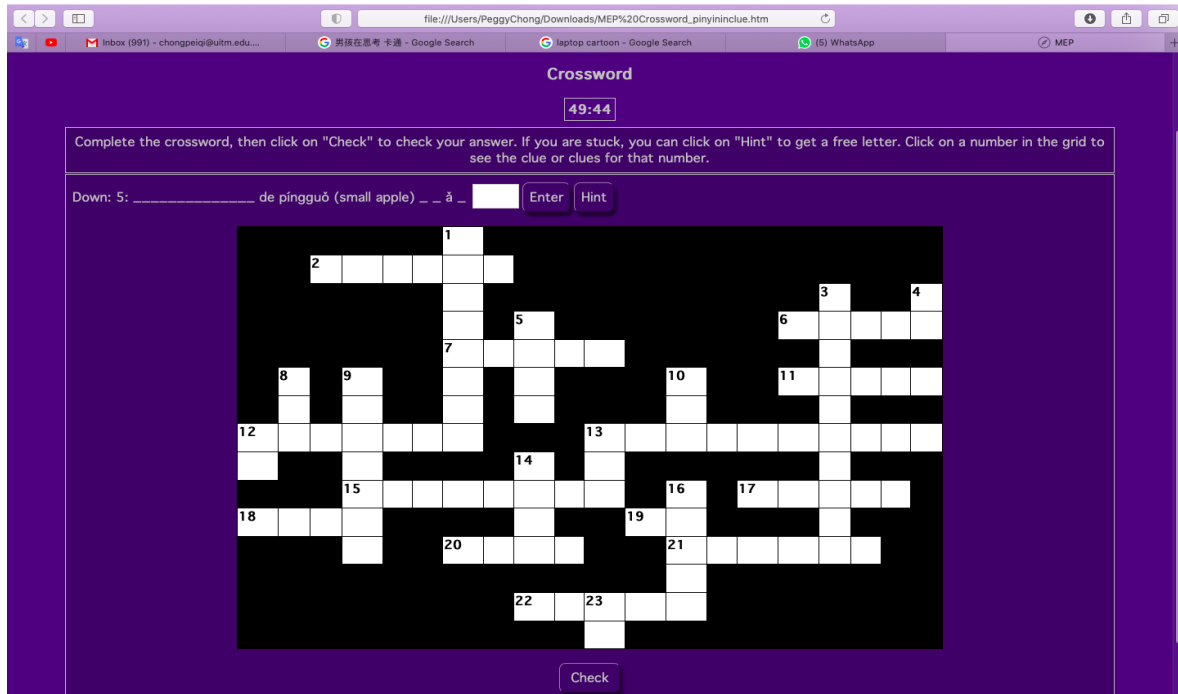 file:///Users/PeggyChong/Downloads/MEP%20Crossword_pinyininclue.htm
Inbox (991) - chongpeiqi@uitm.edu.... 男孩在思考 卡通 - Google Search laptop cartoon - Google Search (5) WhatsApp MEP
Crossword
49:44
Complete the crossword, then click on "Check" to check your answer. If you are stuck, you can click on "Hint" to get a free letter. Click on a number in the grid to
see the clue or clues for that number.
Down: 5: ______________ de píngguǒ (small apple) _ _ ǎ _ Enter Hint
1
2
3 4
5 6
7
8 9 10 11
12 13
14
15 16 17
18 19
20 21
22 23
Check